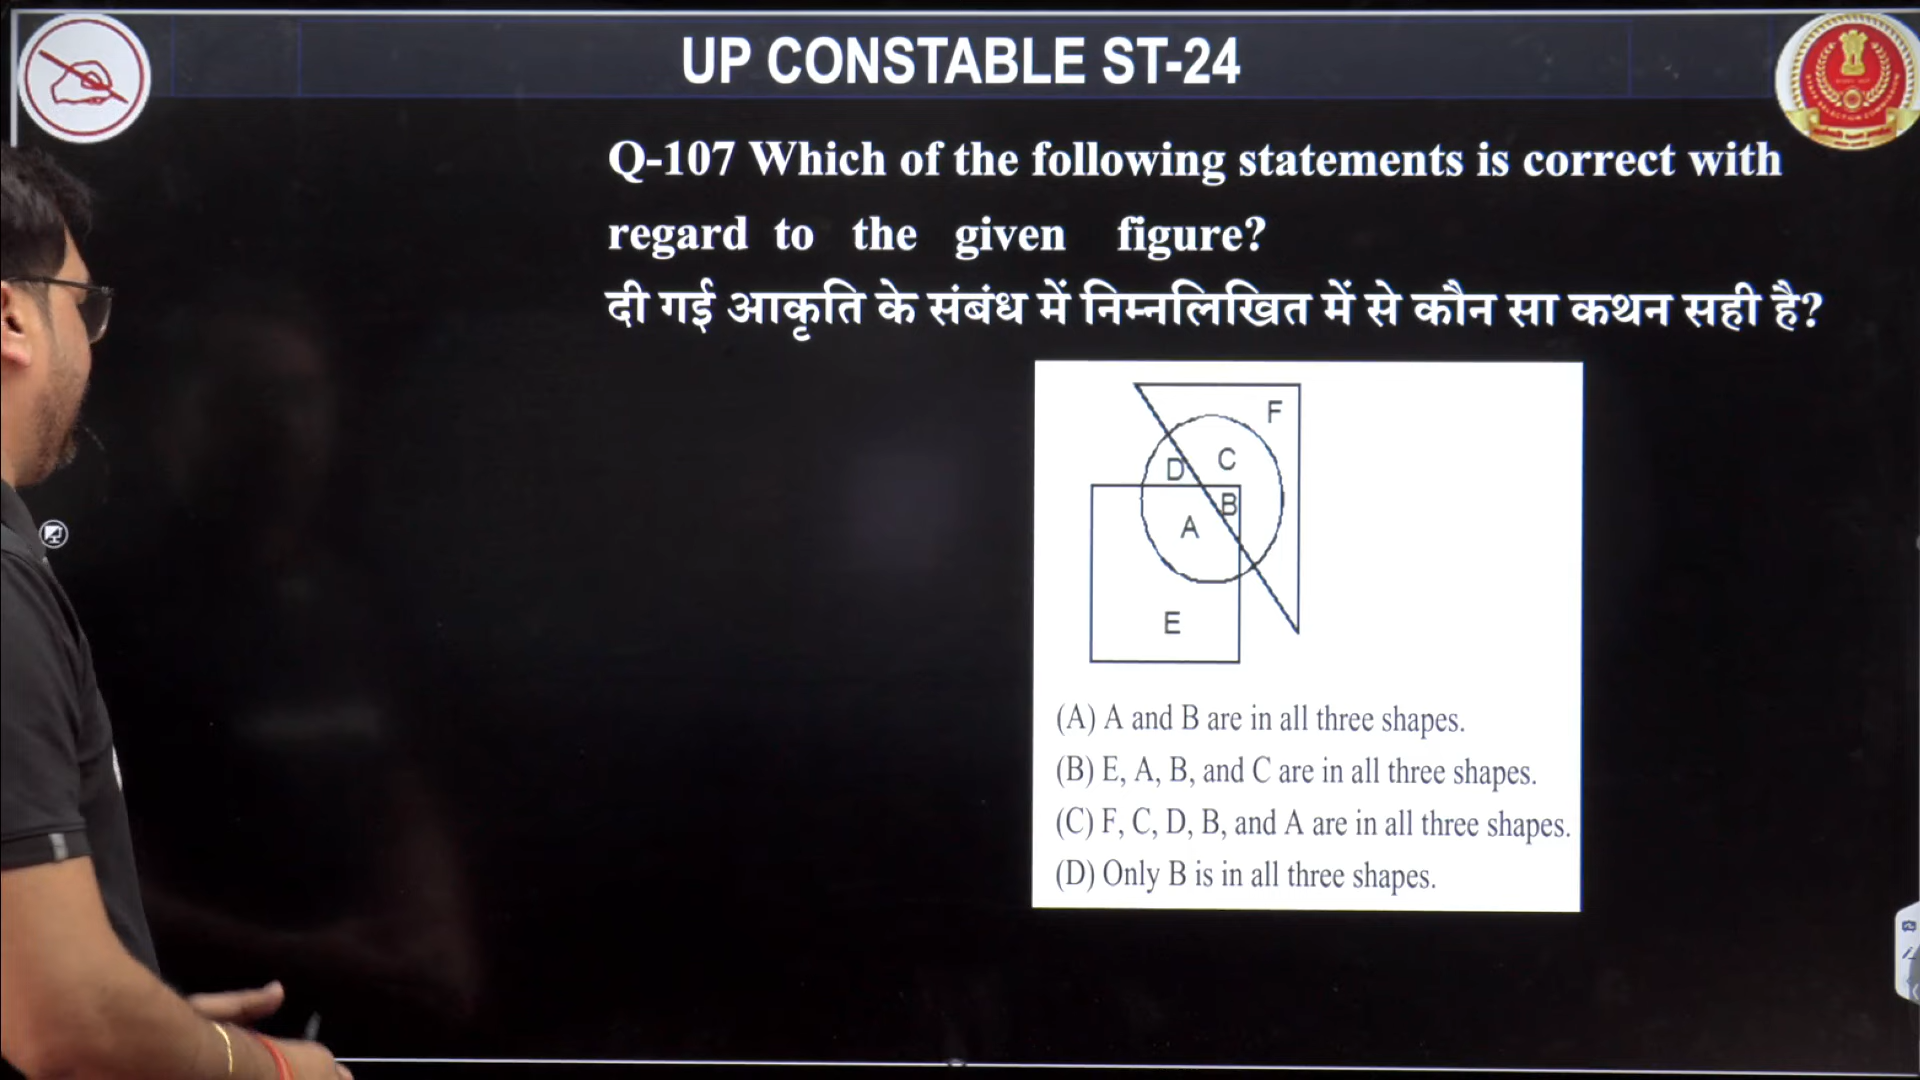 UP CONSTABLE ST-24
Q-107 Which of the following statements is correct with
regard to the given figure?
दी गई आकृति के संबंध में निम्नलिखित में से कौन सा कथन सही है?
F
C
D
B
A
E
(A) A and B are in all three shapes.
(B) E, A, B, and C are in all three shapes.
(C) F, C, D, B, and A are in all three shapes.
(D) Only B is in all three shapes.